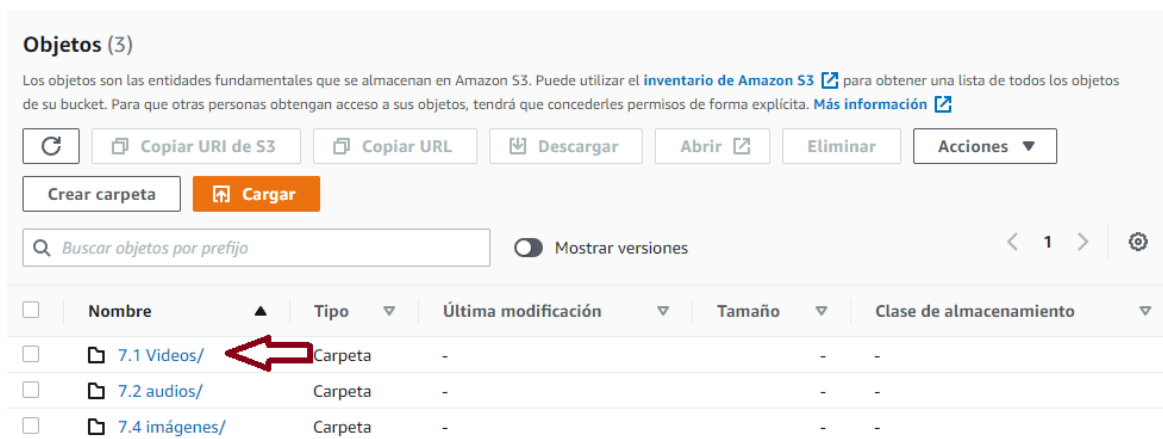 Objetos (3)
Los objetos son las entidades fundamentales que se almacenan en Amazon S3. Puede utilizar el inventario de Amazon S3 para obtener una lista de todos los objetos
de su bucket. Para que otras personas obtengan acceso a sus objetos, tendrá que concederles permisos de forma explícita. Más información
Copiar URI de S3 Copiar URL Descargar Abrir Eliminar Acciones
Crear carpeta Cargar
Buscar objetos por prefijo Mostrar versiones 1
Nombre Tipo Última modificación Tamaño Clase de almacenamiento
7.1 Videos/ Carpeta - - -
7.2 audios/ Carpeta - - -
7.4 imágenes/ Carpeta - - -